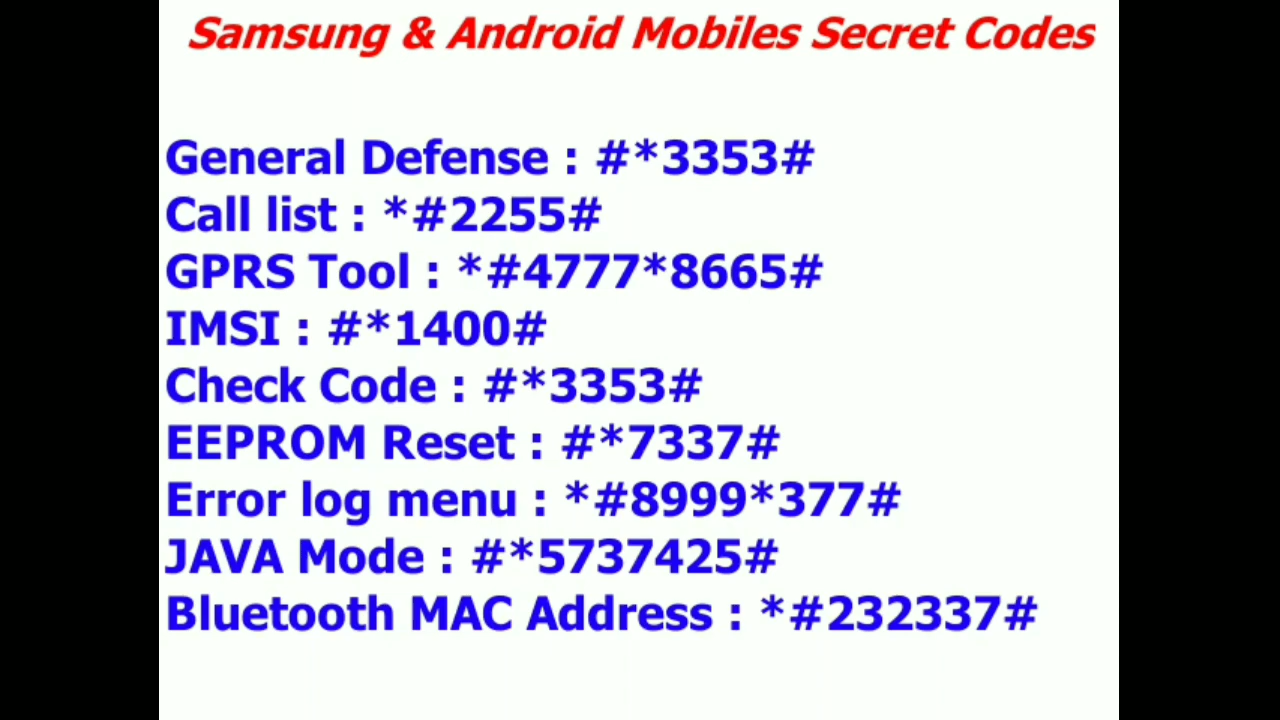 Samsung & Android Mobiles Secret Codes
General Defense : #*3353#
Call list : *#2255#
GPRS Tool : *#4777*8665#
IMSI : #*1400#
Check Code : #*3353#
EEPROM Reset : #*7337#
Error log menu : *#8999*377#
JAVA Mode : #*5737425#
Bluetooth MAC Address : *#232337#